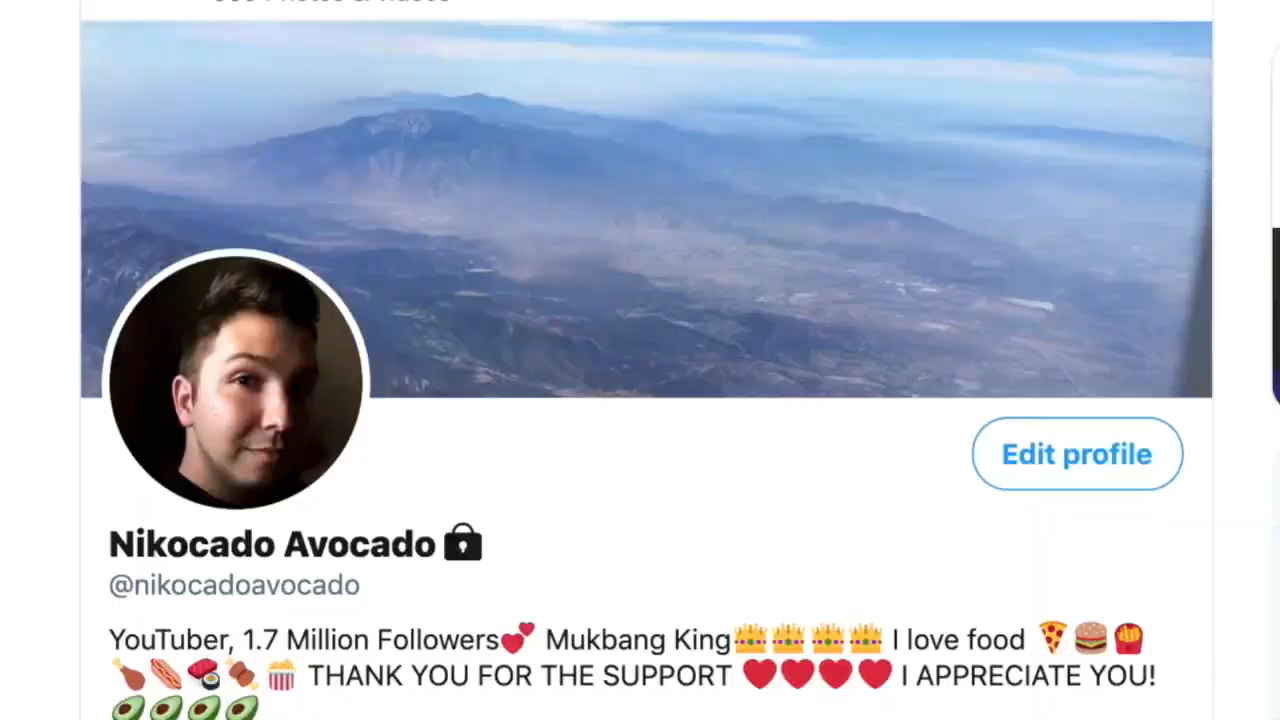 Edit profile
Nikocado Avocado
@nikocadoavocado
YouTuber, 1.7 Million Followers💕 Mukbang King👑👑👑👑 I love food 🍕🍔🍟
🍗🌭🍣🍢🍿 THANK YOU FOR THE SUPPORT ❤️❤️❤️❤️ I APPRECIATE YOU!
🥑🥑🥑🥑